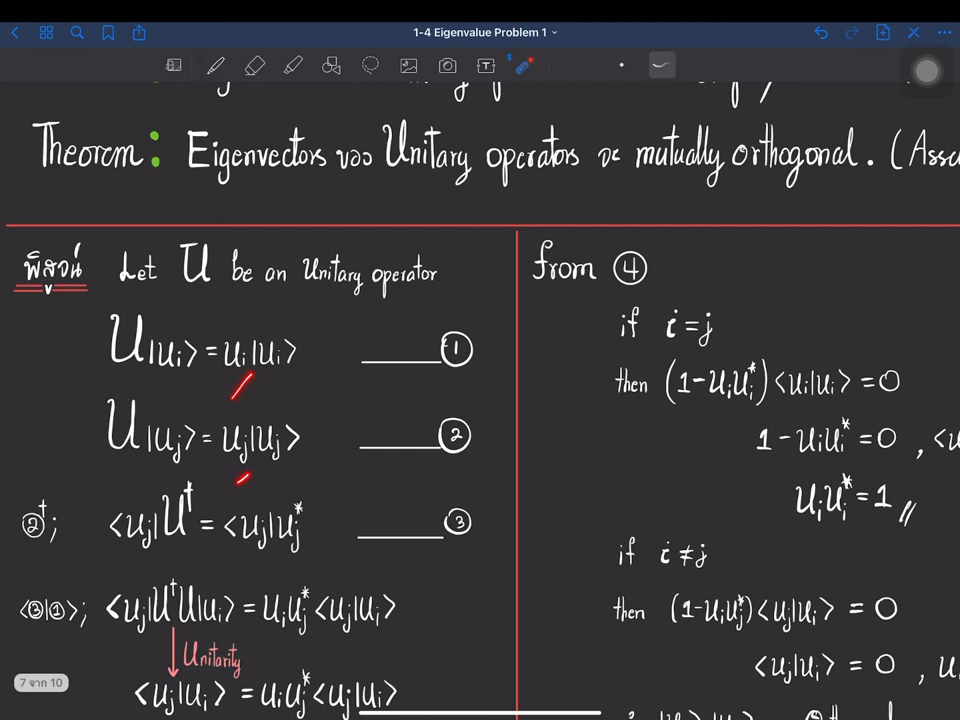 1-4 Eigenvalue Problem 1
Theorem: Eigenvectors ของ Unitary operators จะ mutually orthogonal. (Assu
พิสูจน์ Let U be an Unitary operator
U|uᵢ> = uᵢ|uᵢ> ①
U|uⱼ> = uⱼ|uⱼ> ②
②†; <uⱼ|U† = <uⱼ|uⱼ* ③
<③|①>; <uⱼ|U†U|uᵢ> = uᵢuⱼ*<uⱼ|uᵢ>
Unitarity
<uⱼ|uᵢ> = uᵢuⱼ*<uⱼ|uᵢ>
7 จาก 10
from ④
if i = j
then (1-uᵢuᵢ*)<uᵢ|uᵢ> = 0
1-uᵢuᵢ* = 0 , <u
uᵢuᵢ* = 1 //
if i ≠ j
then (1-uᵢuⱼ*)<uⱼ|uᵢ> = 0
<uⱼ|uᵢ> = 0 , u